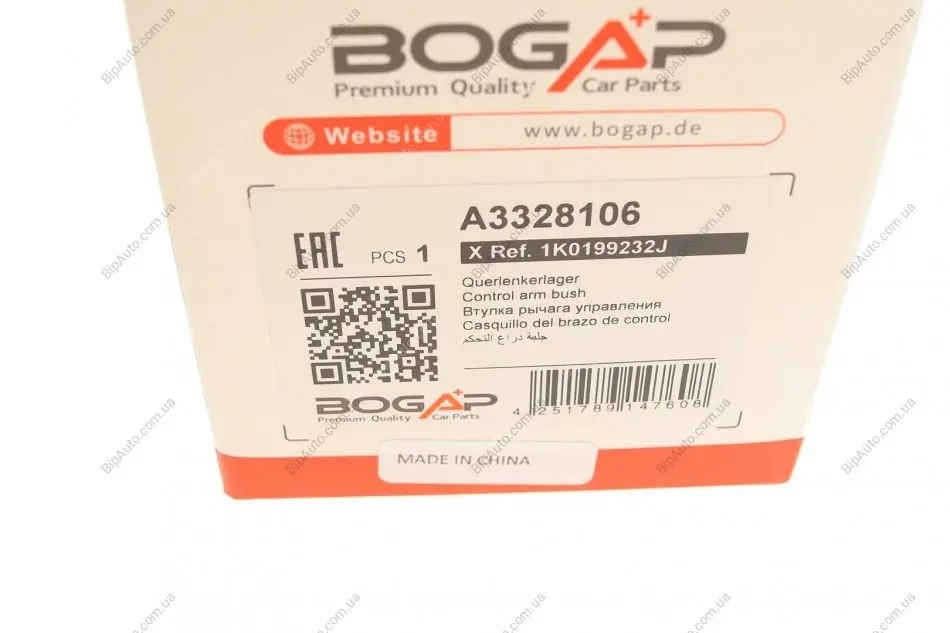 BOGAP
Premium Quality Car Parts
Website www.bogap.de
A3328106
EAC PCS 1
X Ref. 1K0199232J
Querlenkerlager
Control arm bush
Втулка рычага управления
Casquillo del brazo de control
جلبة ذراع التحكم
BOGAP
Premium Quality Car Parts
4 251789 147608
MADE IN CHINA
BipAuto.com.ua